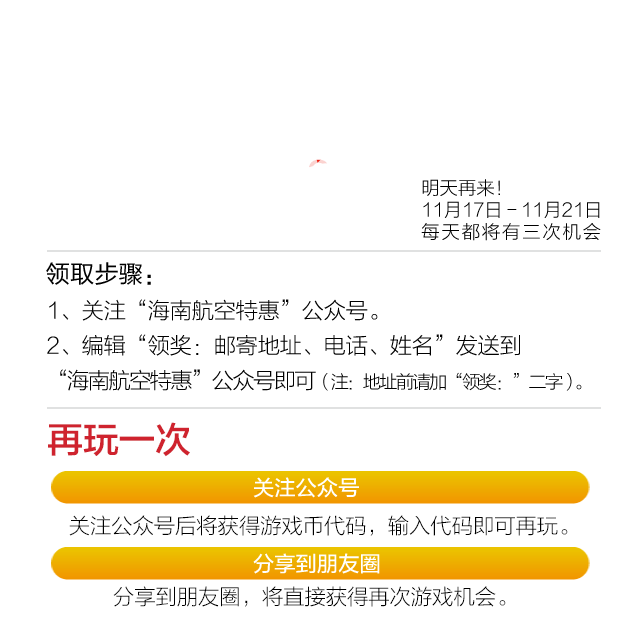 明天再来！
11月17日－11月21日
每天都将有三次机会
领取步骤：
1、关注“海南航空特惠”公众号。
2、编辑“领奖：邮寄地址、电话、姓名”发送到
“海南航空特惠”公众号即可（注：地址前请加“领奖：”二字）。
再玩一次
关注公众号
关注公众号后将获得游戏币代码，输入代码即可再玩。
分享到朋友圈
分享到朋友圈，将直接获得再次游戏机会。